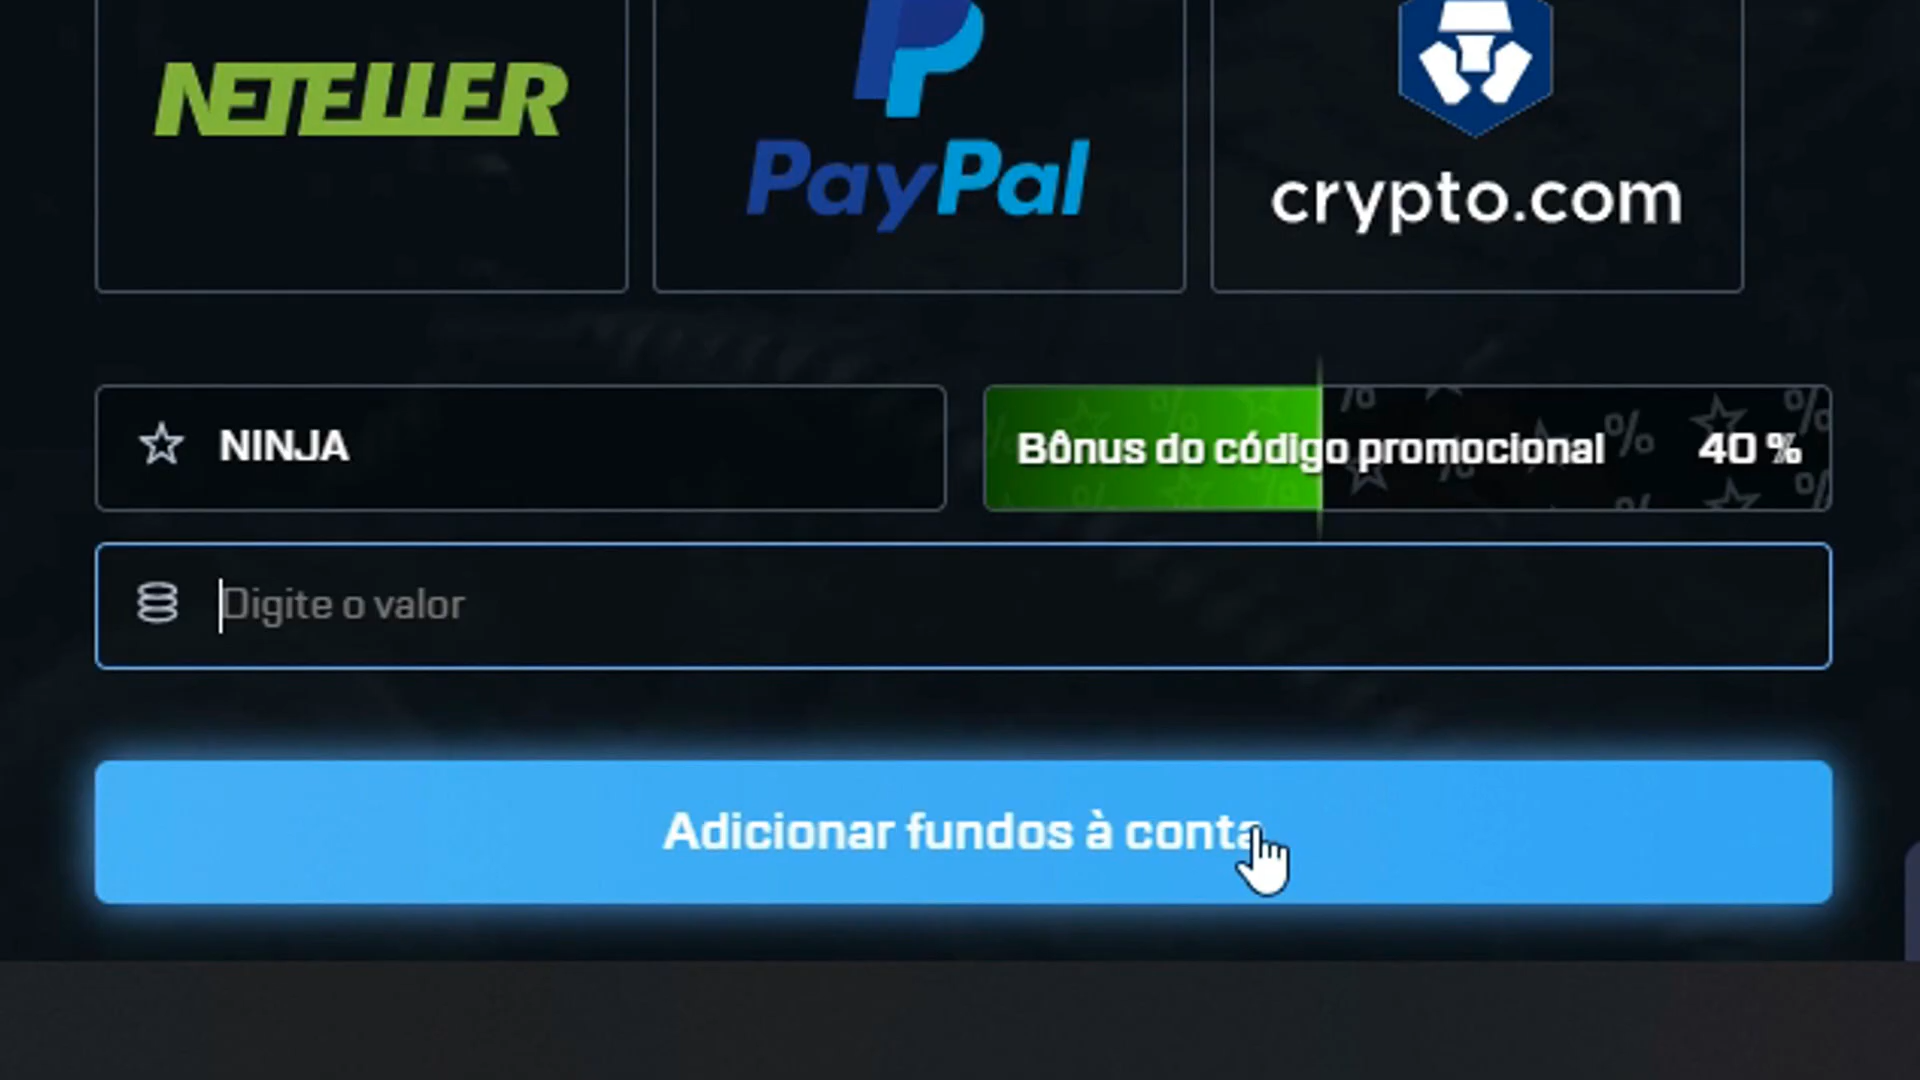 NETELLER
PayPal
crypto.com
NINJA
Bônus do código promocional 40 %
Digite o valor
Adicionar fundos à conta